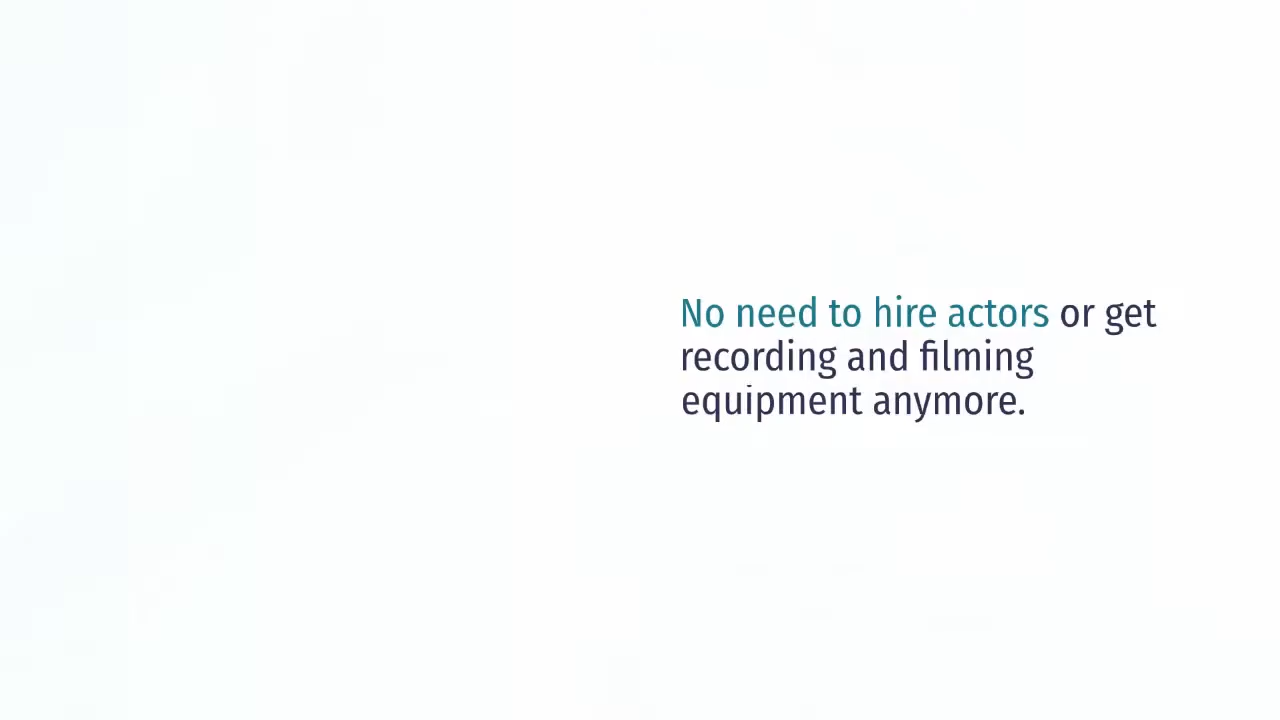 No need to hire actors or get
recording and filming
equipment anymore.